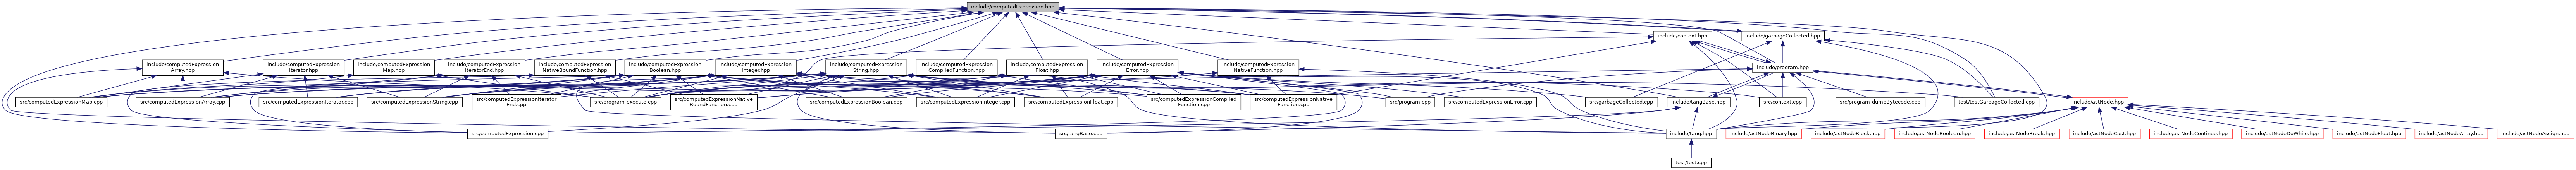 include/computedExpression.hpp
include/context.hpp
include/garbageCollected.hpp
include/computedExpression
Array.hpp
include/computedExpression
Iterator.hpp
include/computedExpression
Map.hpp
include/computedExpression
IteratorEnd.hpp
include/computedExpression
NativeBoundFunction.hpp
include/computedExpression
Boolean.hpp
include/computedExpression
Integer.hpp
include/computedExpression
String.hpp
include/computedExpression
CompiledFunction.hpp
include/computedExpression
Float.hpp
include/computedExpression
Error.hpp
include/computedExpression
NativeFunction.hpp
include/program.hpp
src/computedExpressionMap.cpp
src/computedExpressionArray.cpp
src/computedExpressionIterator.cpp
src/computedExpressionString.cpp
src/computedExpressionIterator
End.cpp
src/program-execute.cpp
src/computedExpressionNative
BoundFunction.cpp
src/computedExpressionBoolean.cpp
src/computedExpressionInteger.cpp
src/computedExpressionFloat.cpp
src/computedExpressionCompiled
Function.cpp
src/computedExpressionNative
Function.cpp
src/program.cpp
src/computedExpressionError.cpp
src/garbageCollected.cpp
include/tangBase.hpp
src/context.cpp
src/program-dumpBytecode.cpp
test/testGarbageCollected.cpp
include/astNode.hpp
src/computedExpression.cpp
src/tangBase.cpp
include/tang.hpp
include/astNodeBinary.hpp
include/astNodeBlock.hpp
include/astNodeBoolean.hpp
include/astNodeBreak.hpp
include/astNodeCast.hpp
include/astNodeContinue.hpp
include/astNodeDoWhile.hpp
include/astNodeFloat.hpp
include/astNodeArray.hpp
include/astNodeAssign.hpp
test/test.cpp